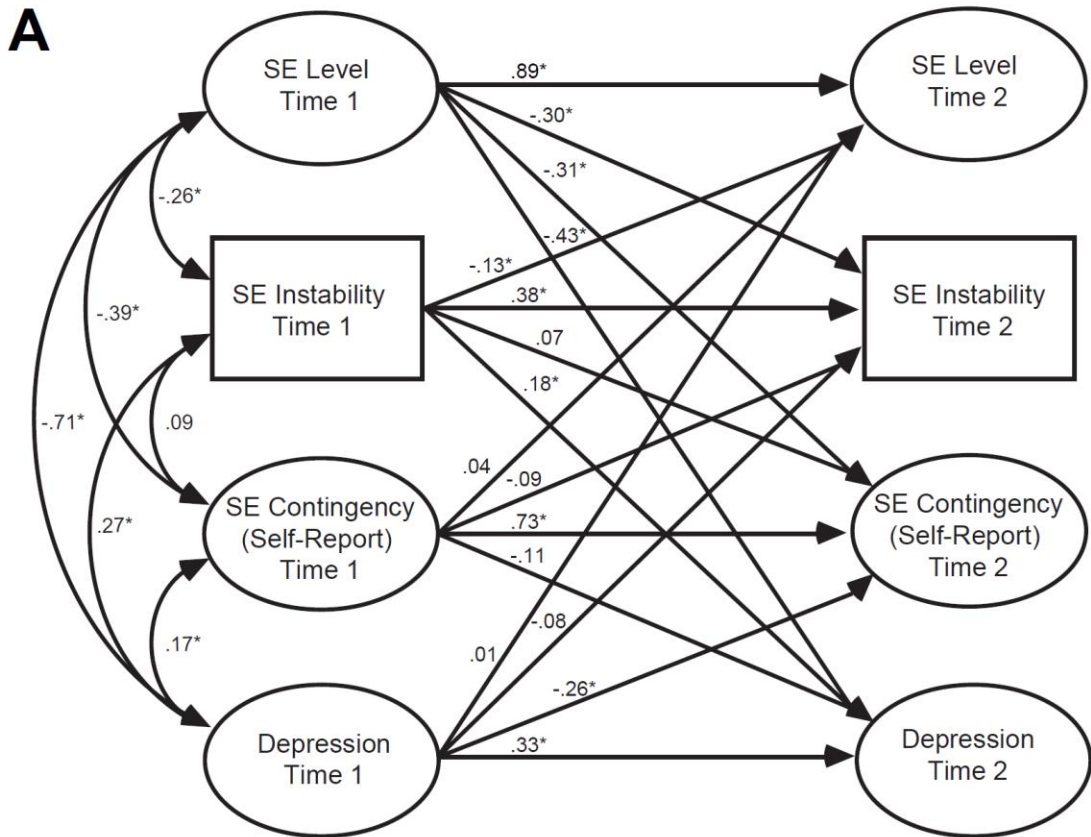 A
SE Level
Time 1
SE Level
Time 2
.89*
-.30*
-.31*
-.43*
-.26*
SE Instability
Time 1
SE Instability
Time 2
-.13*
.38*
.07
.18*
-.39*
-.71*
.09
.27*
SE Contingency
(Self-Report)
Time 1
SE Contingency
(Self-Report)
Time 2
.04
-.09
.73*
-.11
.17*
Depression
Time 1
Depression
Time 2
.01
-.08
-.26*
.33*